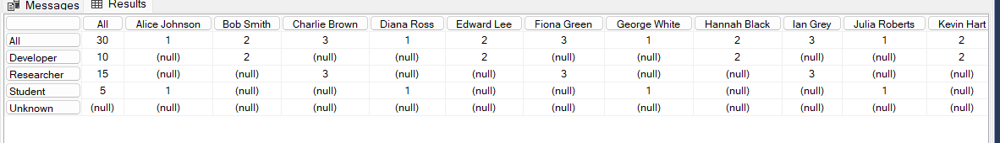 Messages Results
All Alice Johnson Bob Smith Charlie Brown Diana Ross Edward Lee Fiona Green George White Hannah Black Ian Grey Julia Roberts Kevin Hart
All 30 1 2 3 1 2 3 1 2 3 1 2
Developer 10 (null) 2 (null) (null) 2 (null) (null) 2 (null) (null) 2
Researcher 15 (null) (null) 3 (null) (null) 3 (null) (null) 3 (null) (null)
Student 5 1 (null) (null) 1 (null) (null) 1 (null) (null) 1 (null)
Unknown (null) (null) (null) (null) (null) (null) (null) (null) (null) (null) (null) (null)